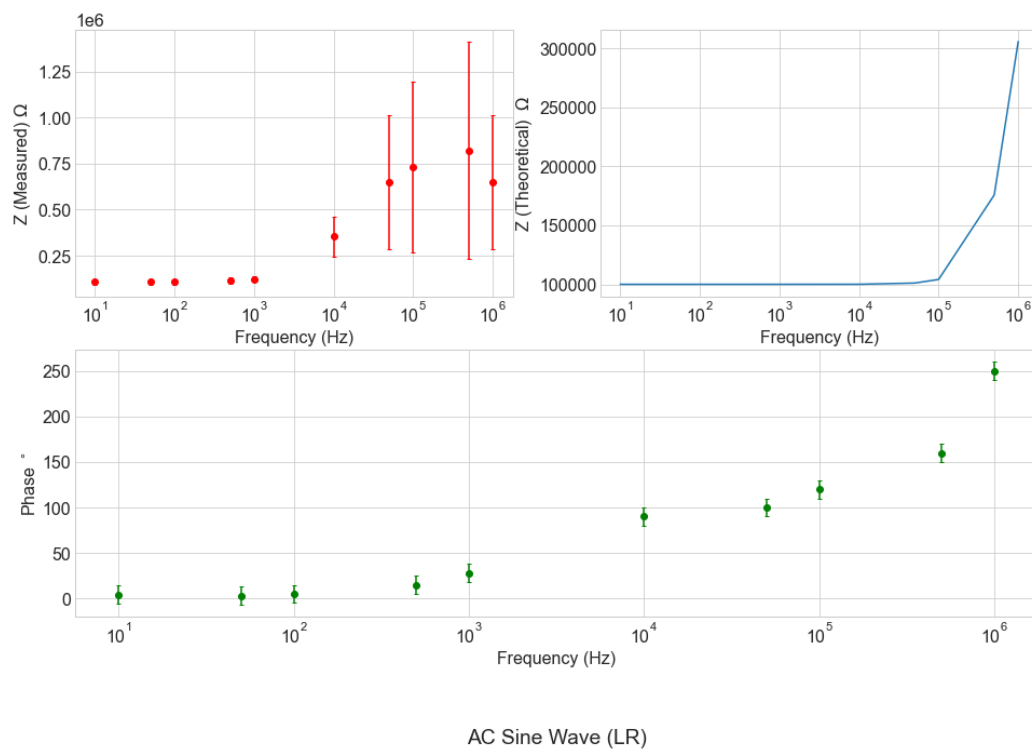 1e6
Z (Measured) Ω
1.25
1.00
0.75
0.50
0.25
10¹ 10² 10³ 10⁴ 10⁵ 10⁶
Frequency (Hz)
Z (Theoretical) Ω
300000
250000
200000
150000
100000
10¹ 10² 10³ 10⁴ 10⁵ 10⁶
Frequency (Hz)
Phase °
250
200
150
100
50
0
10¹ 10² 10³ 10⁴ 10⁵ 10⁶
Frequency (Hz)
AC Sine Wave (LR)